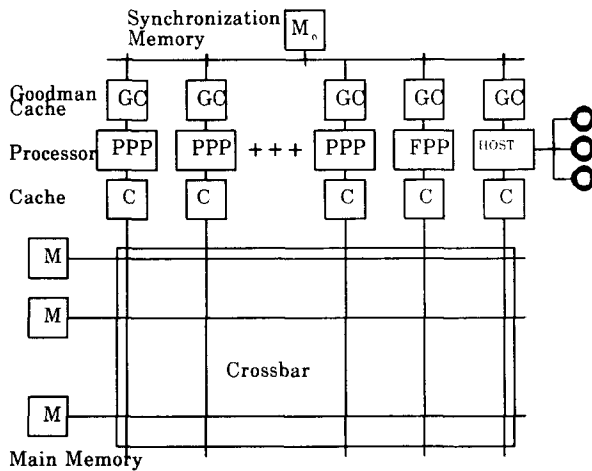 Synchronization
Memory
M₀
Goodman
Cache
GC GC GC GC GC
Processor
PPP PPP +++ PPP FPP HOST
Cache
C C C C C
M
M
Crossbar
M
Main Memory